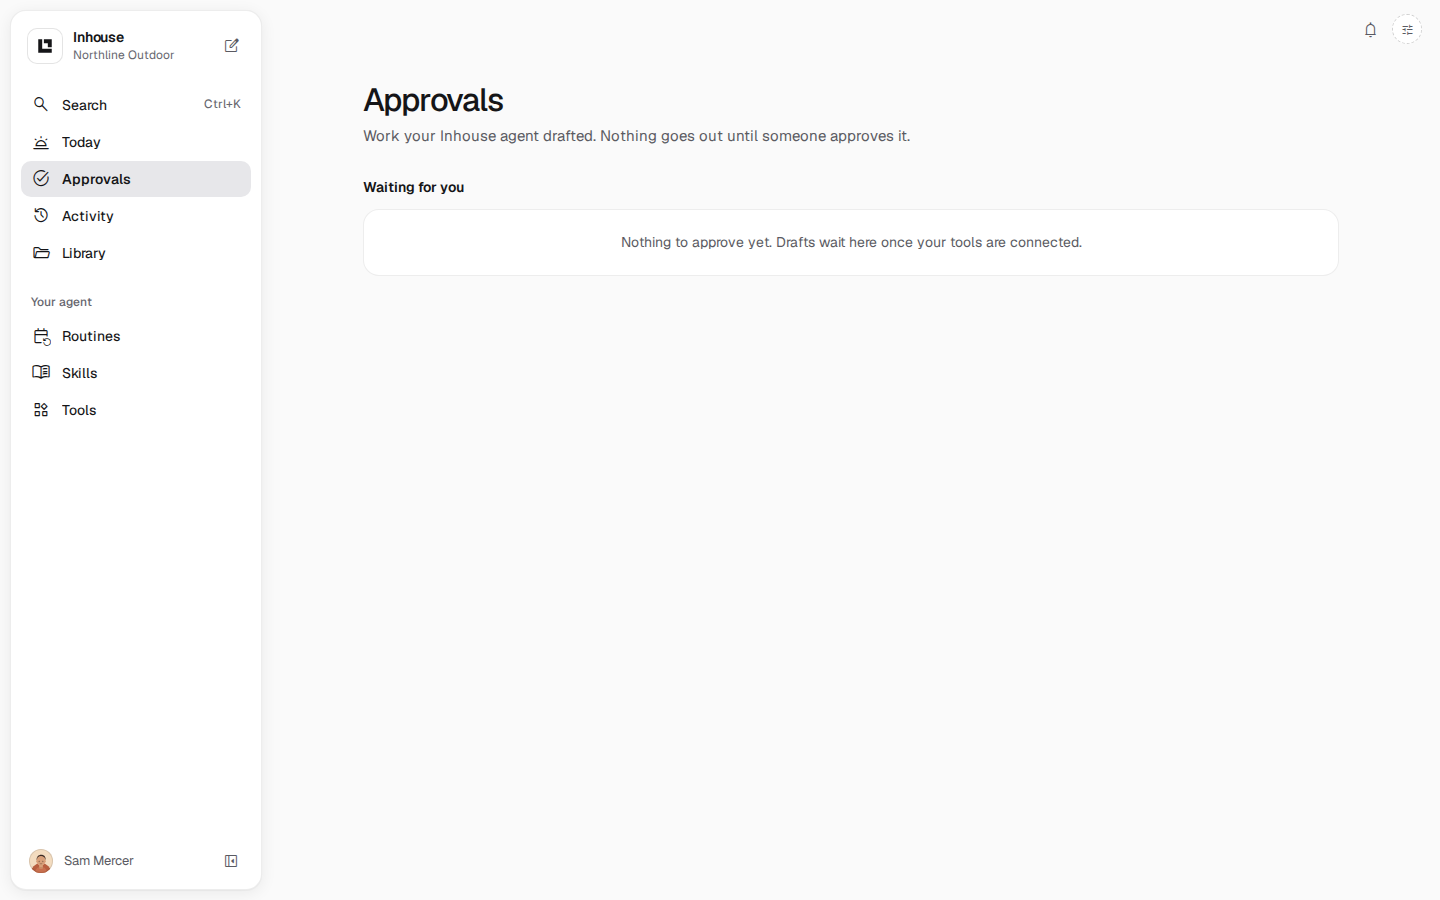 Inhouse
Northline Outdoor
Search Ctrl+K
Today
Approvals
Activity
Library
Your agent
Routines
Skills
Tools
Sam Mercer
Approvals
Work your Inhouse agent drafted. Nothing goes out until someone approves it.
Waiting for you
Nothing to approve yet. Drafts wait here once your tools are connected.